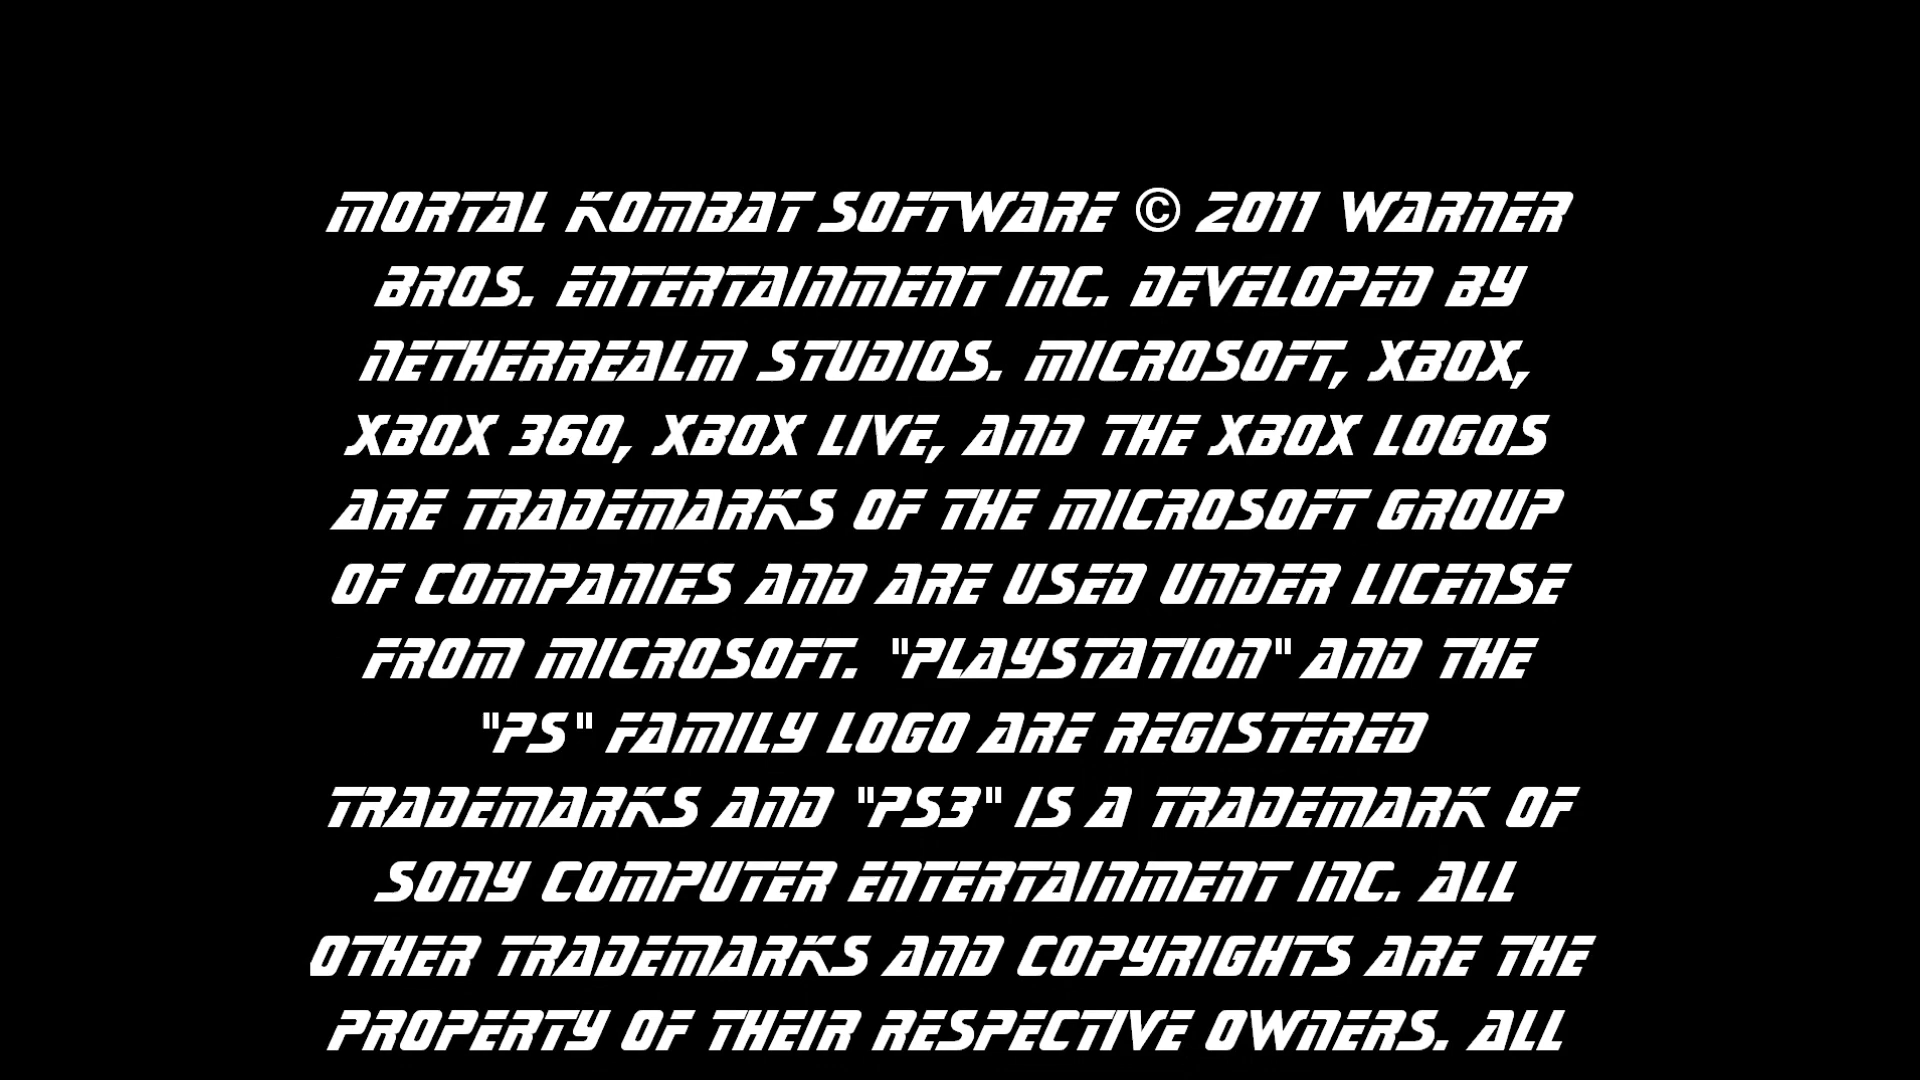 MORTAL KOMBAT SOFTWARE © 2011 WARNER
BROS. ENTERTAINMENT INC. DEVELOPED BY
NETHERREALM STUDIOS. MICROSOFT, XBOX,
XBOX 360, XBOX LIVE, AND THE XBOX LOGOS
ARE TRADEMARKS OF THE MICROSOFT GROUP
OF COMPANIES AND ARE USED UNDER LICENSE
FROM MICROSOFT. "PLAYSTATION" AND THE
"PS" FAMILY LOGO ARE REGISTERED
TRADEMARKS AND "PS3" IS A TRADEMARK OF
SONY COMPUTER ENTERTAINMENT INC. ALL
OTHER TRADEMARKS AND COPYRIGHTS ARE THE
PROPERTY OF THEIR RESPECTIVE OWNERS. ALL